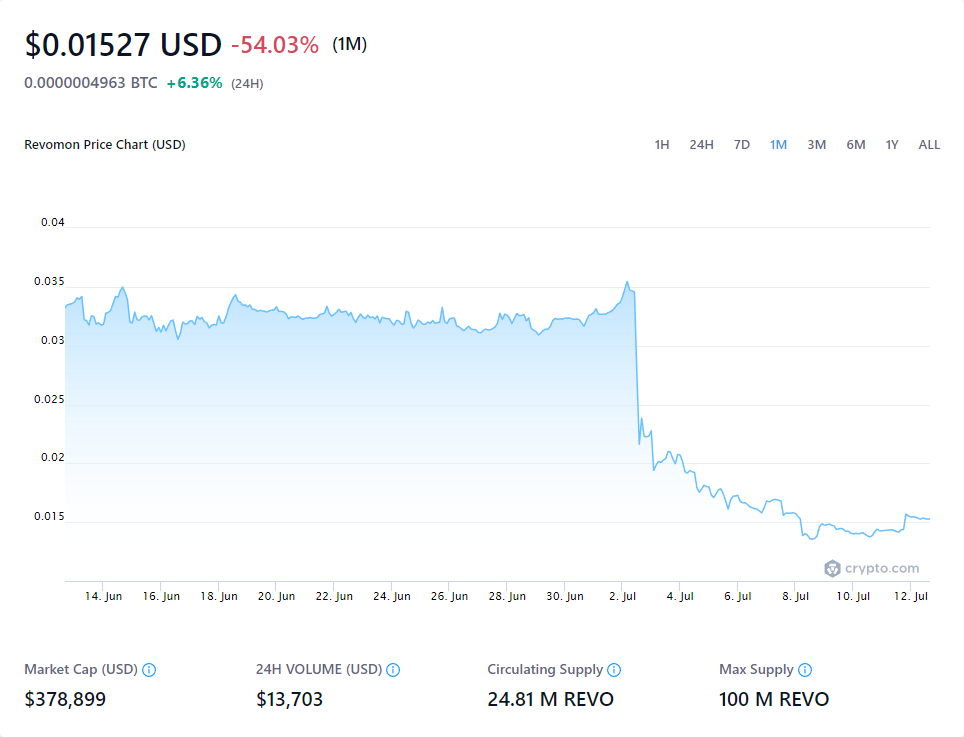 $0.01527 USD -54.03% (1M)
0.0000004963 BTC +6.36% (24H)
Revomon Price Chart (USD) 1H 24H 7D 1M 3M 6M 1Y ALL
0.04
0.035
0.03
0.025
0.02
0.015
crypto.com
14. Jun 16. Jun 18. Jun 20. Jun 22. Jun 24. Jun 26. Jun 28. Jun 30. Jun 2. Jul 4. Jul 6. Jul 8. Jul 10. Jul 12. Jul
Market Cap (USD) 24H VOLUME (USD) Circulating Supply Max Supply
$378,899 $13,703 24.81 M REVO 100 M REVO